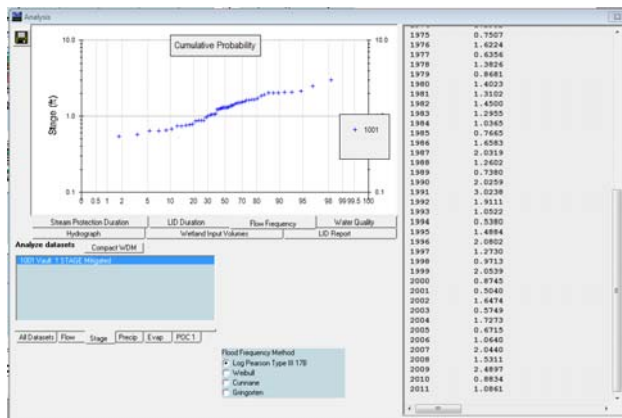 Analysis
10.0
Cumulative Probability
10.0
Stage (ft)
1.0
1001
0.1
0.1
0 0.5 1 2 5 10 20 30 40 50 60 70 80 90 95 98 99 99.5 100
Stream Protection Duration
LID Duration
Flow Frequency
Water Quality
Hydrograph
Wetland Input Volumes
LID Report
Analyze datasets
Compact WDM
1001 Vault 1 STAGE Mitigated
All Datasets
Flow
Stage
Precip
Evap
POC 1
Flood Frequency Method
Log Pearson Type III 17B
Weibull
Cunnane
Gringorten
1975 0.7507
1976 1.6224
1977 0.6356
1978 1.3826
1979 0.8681
1980 1.4023
1981 1.3102
1982 1.4500
1983 1.2955
1984 1.0365
1985 0.7665
1986 1.6583
1987 2.0319
1988 1.2602
1989 0.7380
1990 2.0259
1991 3.0238
1992 1.9111
1993 1.0522
1994 0.5380
1995 1.4884
1996 2.0802
1997 1.2730
1998 0.9713
1999 2.0539
2000 0.8745
2001 0.5040
2002 1.6474
2003 0.5749
2004 1.7273
2005 0.6715
2006 1.0640
2007 2.0440
2008 1.5311
2009 2.4897
2010 0.8834
2011 1.0861